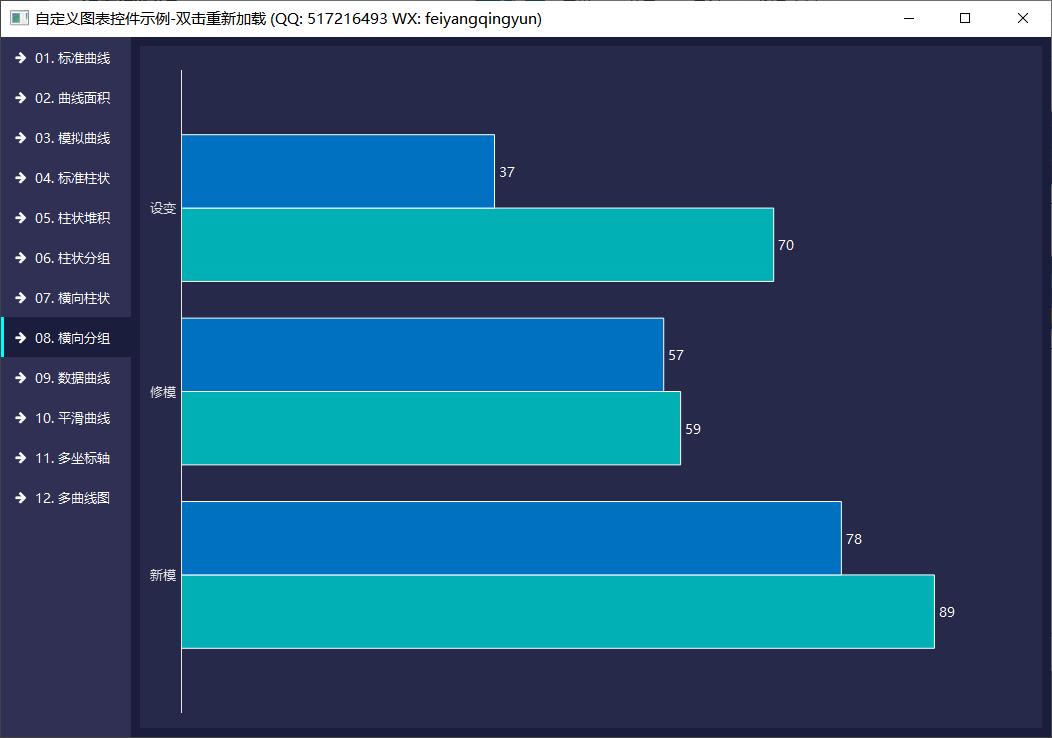 自定义图表控件示例-双击重新加载 (QQ: 517216493 WX: feiyangqingyun)
01. 标准曲线
02. 曲线面积
03. 模拟曲线
04. 标准柱状
05. 柱状堆积
06. 柱状分组
07. 横向柱状
08. 横向分组
09. 数据曲线
10. 平滑曲线
11. 多坐标轴
12. 多曲线图
37
设变
70
57
修模
59
78
新模
89